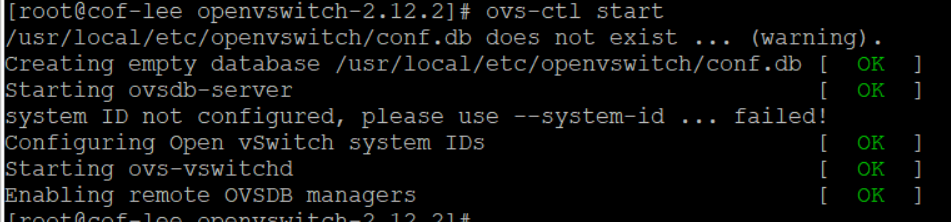 [root@cof-lee openvswitch-2.12.2]# ovs-ctl start
/usr/local/etc/openvswitch/conf.db does not exist ... (warning).
Creating empty database /usr/local/etc/openvswitch/conf.db [  OK  ]
Starting ovsdb-server [  OK  ]
system ID not configured, please use --system-id ... failed!
Configuring Open vSwitch system IDs [  OK  ]
Starting ovs-vswitchd [  OK  ]
Enabling remote OVSDB managers [  OK  ]
[root@cof-lee openvswitch-2.12.2]#